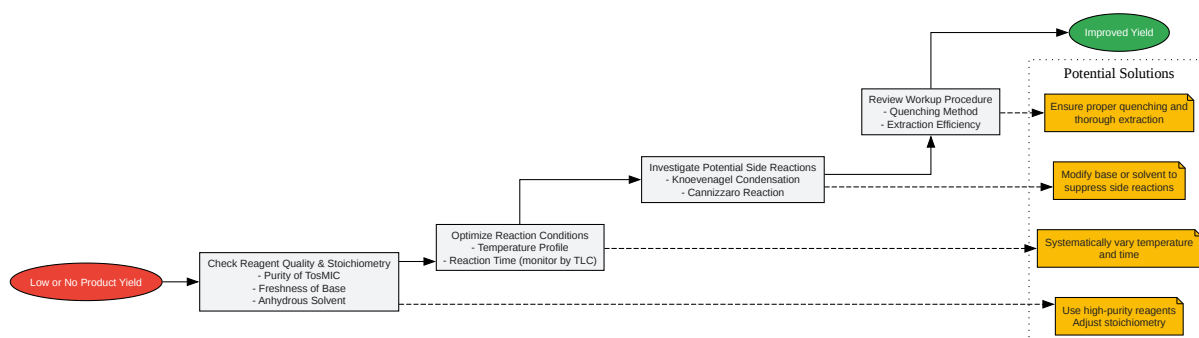 Low or No Product Yield
Check Reagent Quality & Stoichiometry
- Purity of TosMIC
- Freshness of Base
- Anhydrous Solvent
Optimize Reaction Conditions
- Temperature Profile
- Reaction Time (monitor by TLC)
Investigate Potential Side Reactions
- Knoevenagel Condensation
- Cannizzaro Reaction
Review Workup Procedure
- Quenching Method
- Extraction Efficiency
Improved Yield
Potential Solutions
Ensure proper quenching and
thorough extraction
Modify base or solvent to
suppress side reactions
Systematically vary temperature
and time
Use high-purity reagents
Adjust stoichiometry